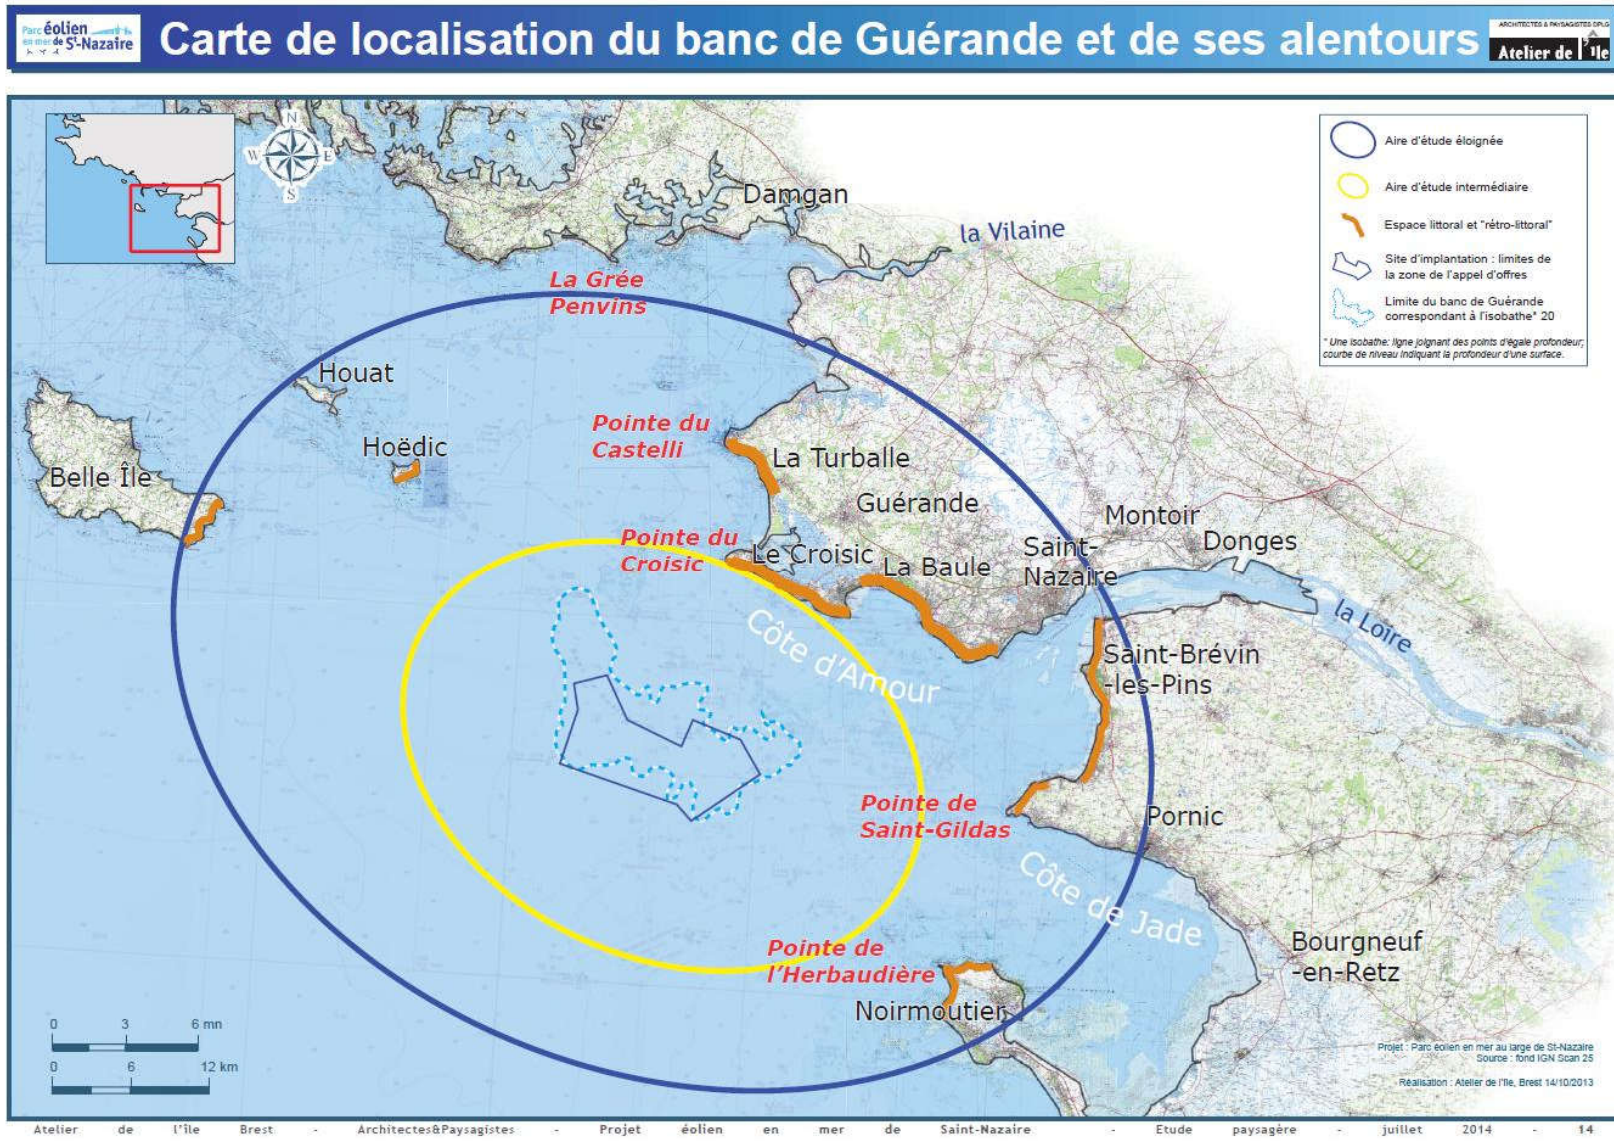 Parc éolien
en mer de St-Nazaire
Carte de localisation du banc de Guérande et de ses alentours
ARCHITECTES & PAYSAGISTES DPLG
Atelier de l'île
N
W
E
S
Aire d'étude éloignée
Aire d'étude intermédiaire
Espace littoral et "rétro-littoral"
Site d'implantation : limites de
la zone de l'appel d'offres
Limite du banc de Guérande
correspondant à l'isobathe* 20
* Une isobathe: ligne joignant des points d'égale profondeur;
courbe de niveau indiquant la profondeur d'une surface.
Damgan
la Vilaine
La Grée
Penvins
Houat
Pointe du
Castelli
Hoëdic
La Turballe
Belle Île
Guérande
Montoir
Donges
Pointe du
Croisic
Le Croisic
La Baule
Saint-
Nazaire
la Loire
Côte d'Amour
Saint-Brévin
-les-Pins
Pointe de
Saint-Gildas
Pornic
Côte de Jade
Pointe de
l'Herbaudière
Bourgneuf
-en-Retz
Noirmoutier
0 3 6 mn
0 6 12 km
Projet : Parc éolien en mer au large de St-Nazaire
Source : fond IGN Scan 25
Réalisation : Atelier de l'île, Brest 14/10/2013
Atelier de l'île Brest - Architectes&Paysagistes - Projet éolien en mer de Saint-Nazaire - Etude paysagère - juillet 2014 - 14